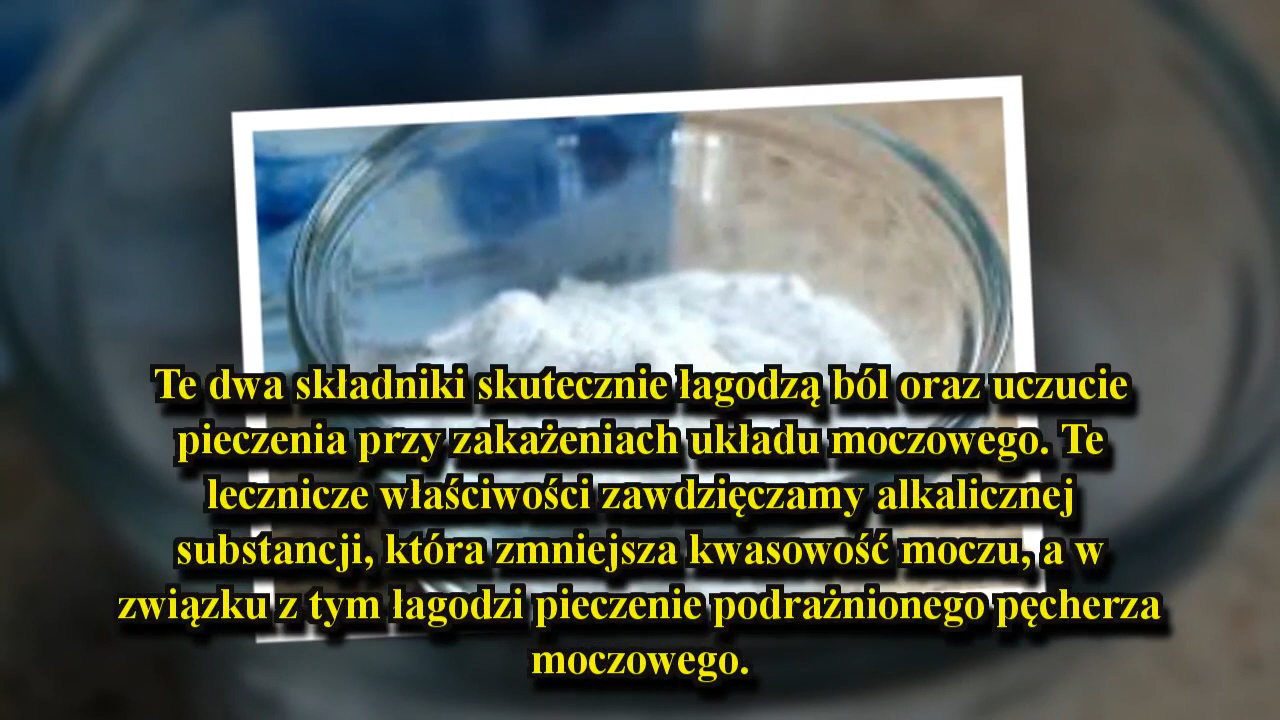 Te dwa składniki skutecznie łagodzą ból oraz uczucie
pieczenia przy zakażeniach układu moczowego. Te
lecznicze właściwości zawdzięczamy alkalicznej
substancji, która zmniejsza kwasowość moczu, a w
związku z tym łagodzi pieczenie podrażnionego pęcherza
moczowego.